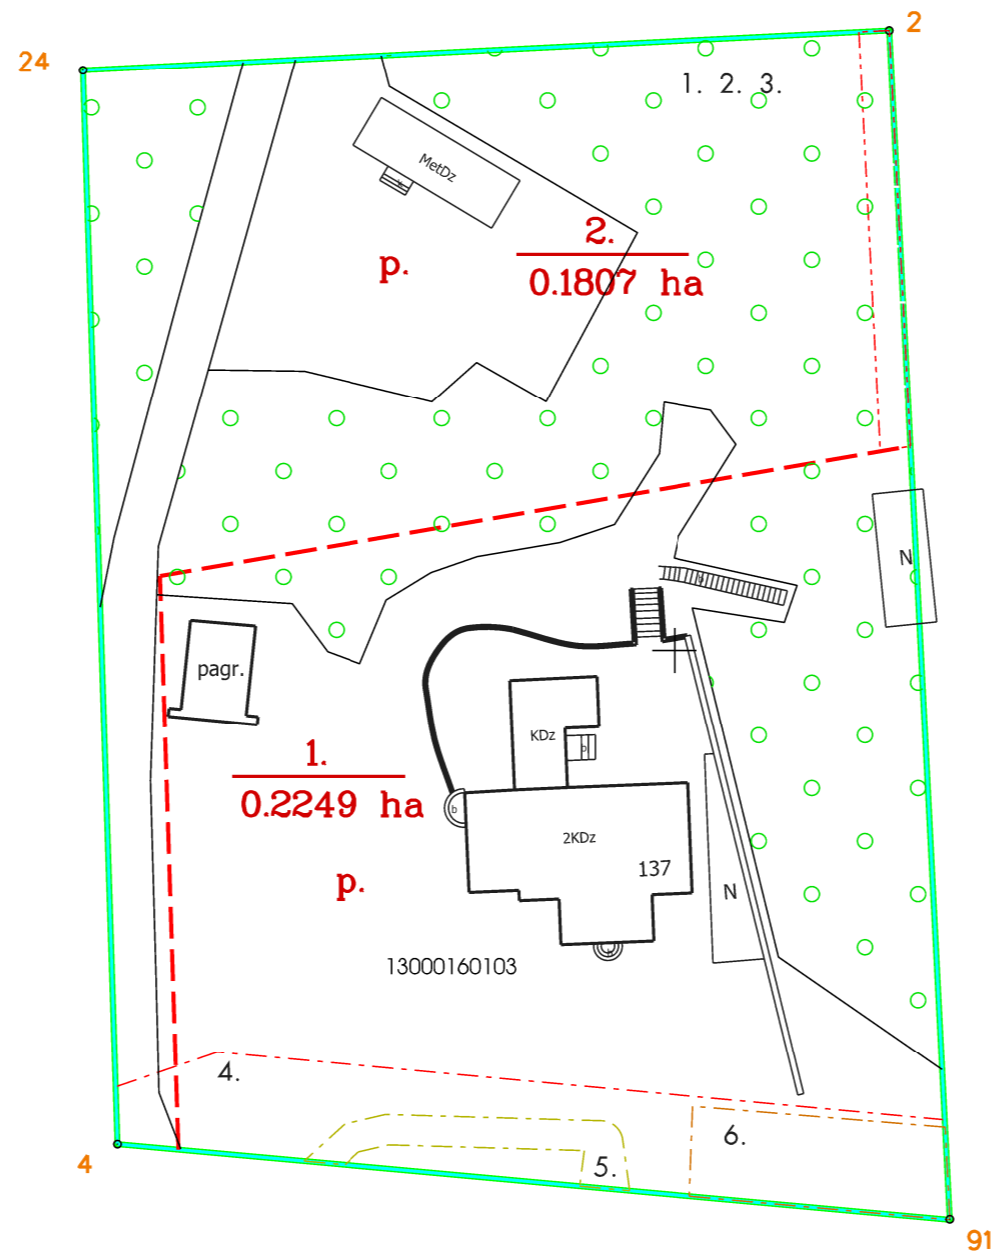 2
24
1. 2. 3.
MetDz
2.
0.1807 ha
p.
N
pagr.
KDz
b
1.
0.2249 ha
b
2KDz
137
p.
N
13000160103
4.
6.
5.
4
91